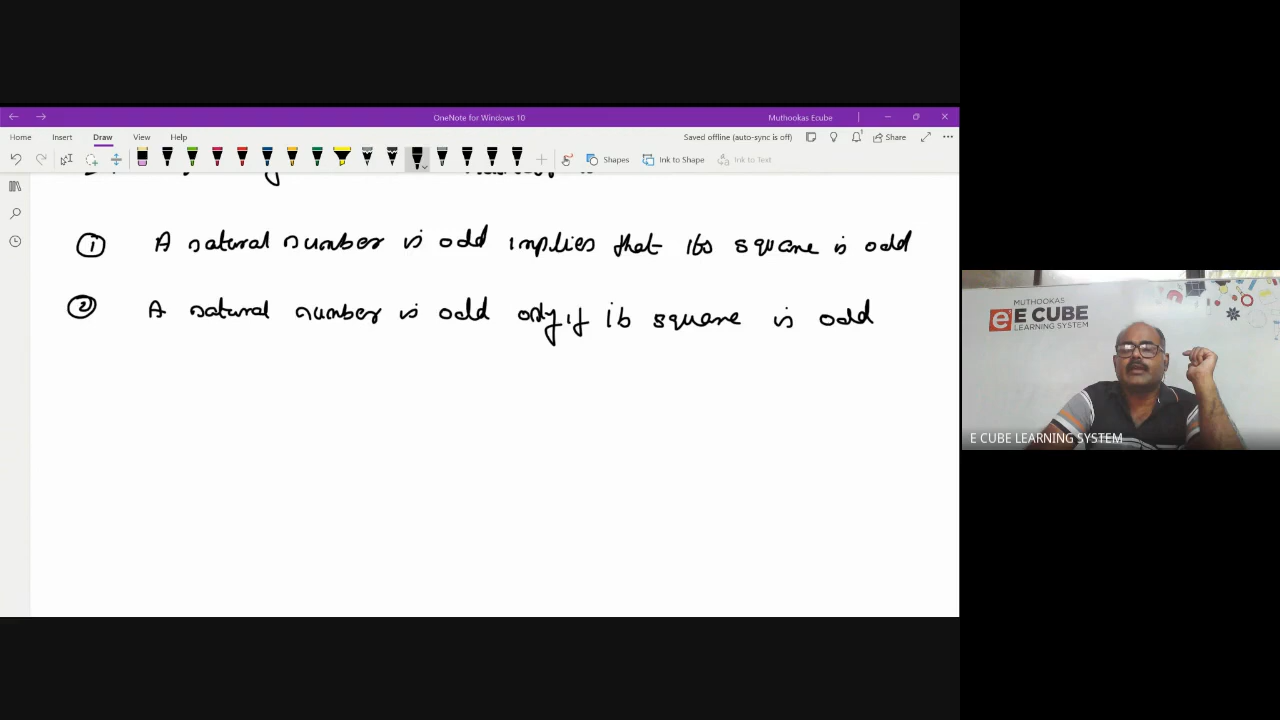 OneNote for Windows 10
Muthookas Ecube
Home Insert Draw View Help
Saved offline (auto-sync is off)
Share
Shapes
Ink to Shape
Ink to Text
① A natural number is odd implies that its square is odd
② A natural number is odd only if its square is odd
MUTHOOKAS
e E CUBE
LEARNING SYSTEM
E CUBE LEARNING SYSTEM